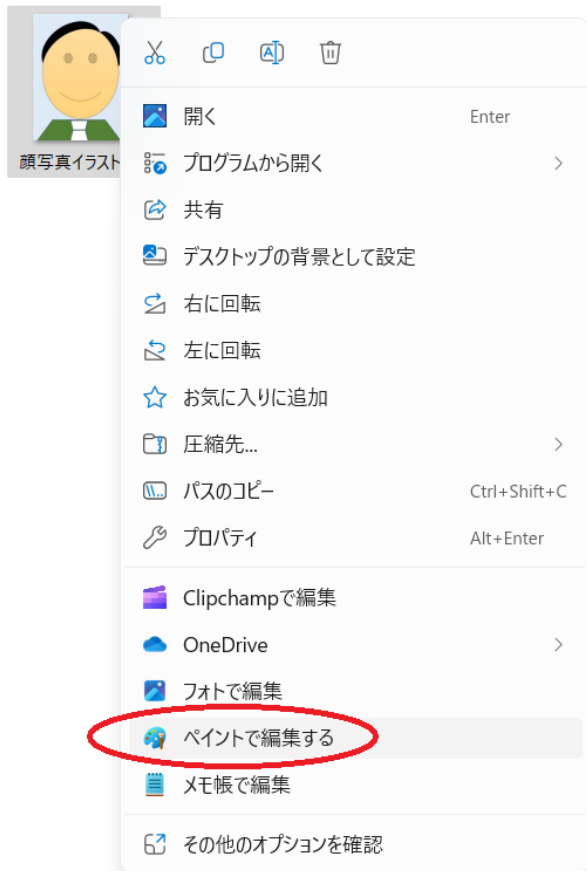 顔写真イラスト
開く Enter
プログラムから開く
共有
デスクトップの背景として設定
右に回転
左に回転
お気に入りに追加
圧縮先...
パスのコピー Ctrl+Shift+C
プロパティ Alt+Enter
Clipchampで編集
OneDrive
フォトで編集
ペイントで編集する
メモ帳で編集
その他のオプションを確認